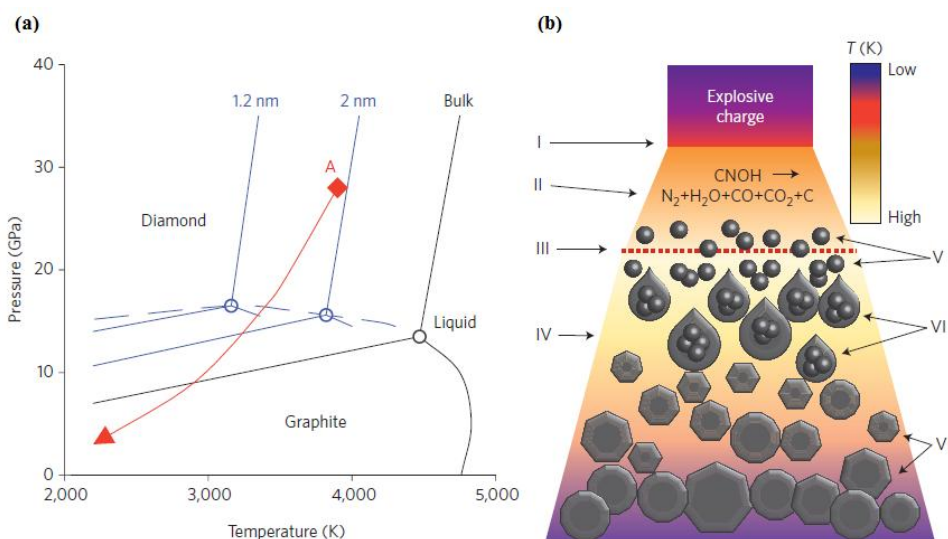 (a)
40
30
20
10
0
Pressure (GPa)
2,000
3,000
4,000
5,000
Temperature (K)
1.2 nm
2 nm
Bulk
A
Diamond
Liquid
Graphite
(b)
T (K)
Low
High
Explosive
charge
I
II
CNOH
N₂+H₂O+CO+CO₂+C
III
V
IV
VI
V